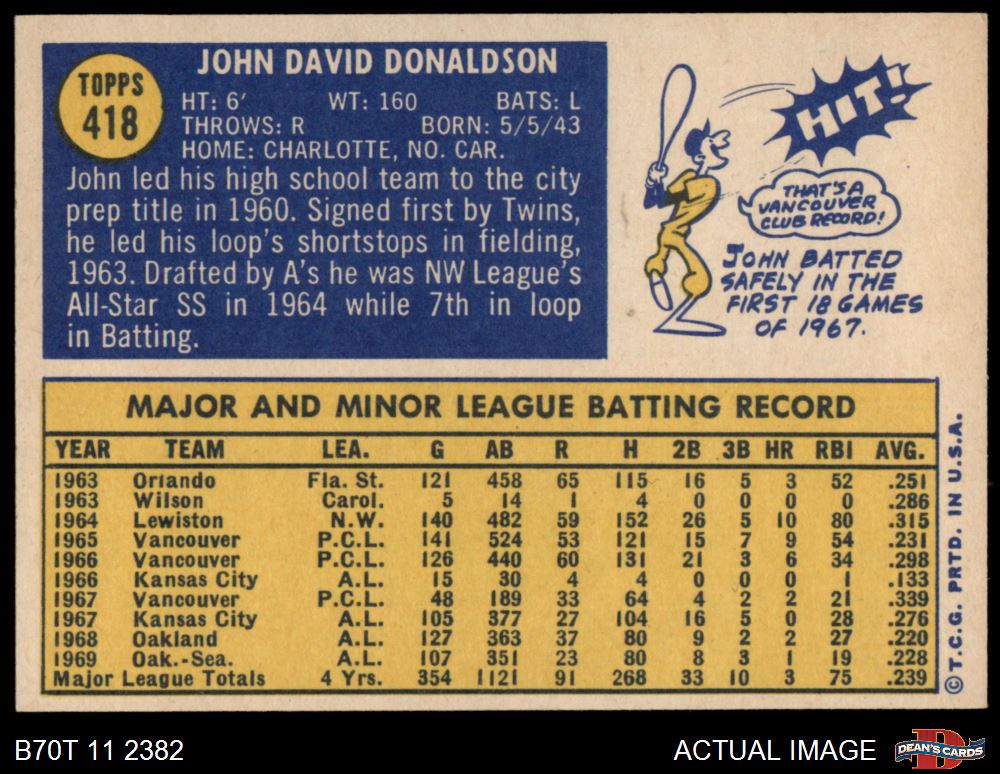 TOPPS
418
JOHN DAVID DONALDSON
HT: 6' WT: 160 BATS: L
THROWS: R BORN: 5/5/43
HOME: CHARLOTTE, NO. CAR.
John led his high school team to the city
prep title in 1960. Signed first by Twins,
he led his loop's shortstops in fielding,
1963. Drafted by A's he was NW League's
All-Star SS in 1964 while 7th in loop
in Batting.
HIT!
THAT'S A
VANCOUVER
CLUB RECORD!
JOHN BATTED
SAFELY IN THE
FIRST 18 GAMES
OF 1967.
MAJOR AND MINOR LEAGUE BATTING RECORD
YEAR TEAM LEA. G AB R H 2B 3B HR RBI AVG.
1963 Orlando Fla. St. 121 458 65 115 16 5 3 52 .251
1963 Wilson Carol. 5 14 1 4 0 0 0 0 .286
1964 Lewiston N.W. 140 482 59 152 26 5 10 80 .315
1965 Vancouver P.C.L. 141 524 53 121 15 7 9 54 .231
1966 Vancouver P.C.L. 126 440 60 131 21 3 6 34 .298
1966 Kansas City A.L. 15 30 4 4 0 0 0 1 .133
1967 Vancouver P.C.L. 48 189 33 64 4 2 2 21 .339
1967 Kansas City A.L. 105 377 27 104 16 5 0 28 .276
1968 Oakland A.L. 127 363 37 80 9 2 2 27 .220
1969 Oak.-Sea. A.L. 107 351 23 80 8 3 1 19 .228
Major League Totals 4 Yrs. 354 1121 91 268 33 10 3 75 .239
© T.C.G. PRTD. IN U.S.A.
B70T 11 2382
ACTUAL IMAGE
DEAN'S CARDS